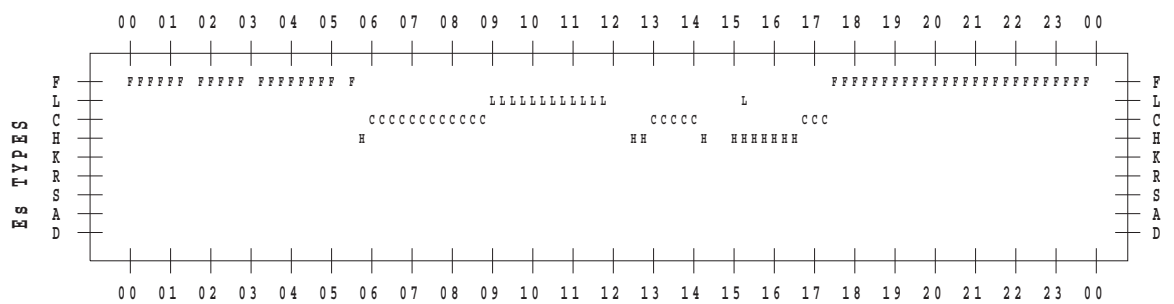 00 01 02 03 04 05 06 07 08 09 10 11 12 13 14 15 16 17 18 19 20 21 22 23 00
F FFFFFF FFFFF FFFFFFFF F FFFFFFFFFFFFFFFFFFFFFFFFFF F
L LLLLLLLLLLLL L L
C CCCCCCCCCCCC CCCCC CCC C
H H HH H HHHHHHH H
K K
R R
S S
A A
D D
Es TYPES
00 01 02 03 04 05 06 07 08 09 10 11 12 13 14 15 16 17 18 19 20 21 22 23 00